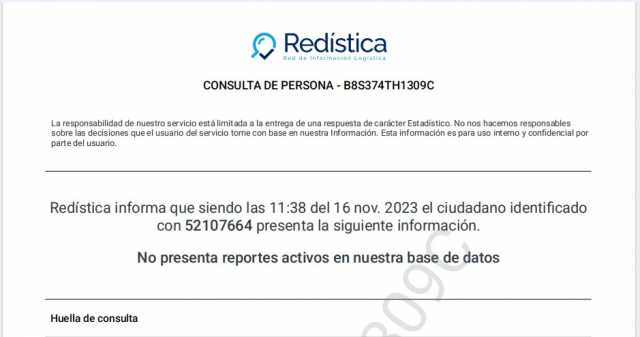 Redística
Red de Información Logística
CONSULTA DE PERSONA - B8S374TH1309C
La responsabilidad de nuestro servicio está limitada a la entrega de una respuesta de carácter Estadístico. No nos hacemos responsables
sobre las decisiones que el usuario del servicio tome con base en nuestra Información. Esta información es para uso interno y confidencial por
parte del usuario.
Redística informa que siendo las 11:38 del 16 nov. 2023 el ciudadano identificado
con 52107664 presenta la siguiente información.
No presenta reportes activos en nuestra base de datos
309C
Huella de consulta